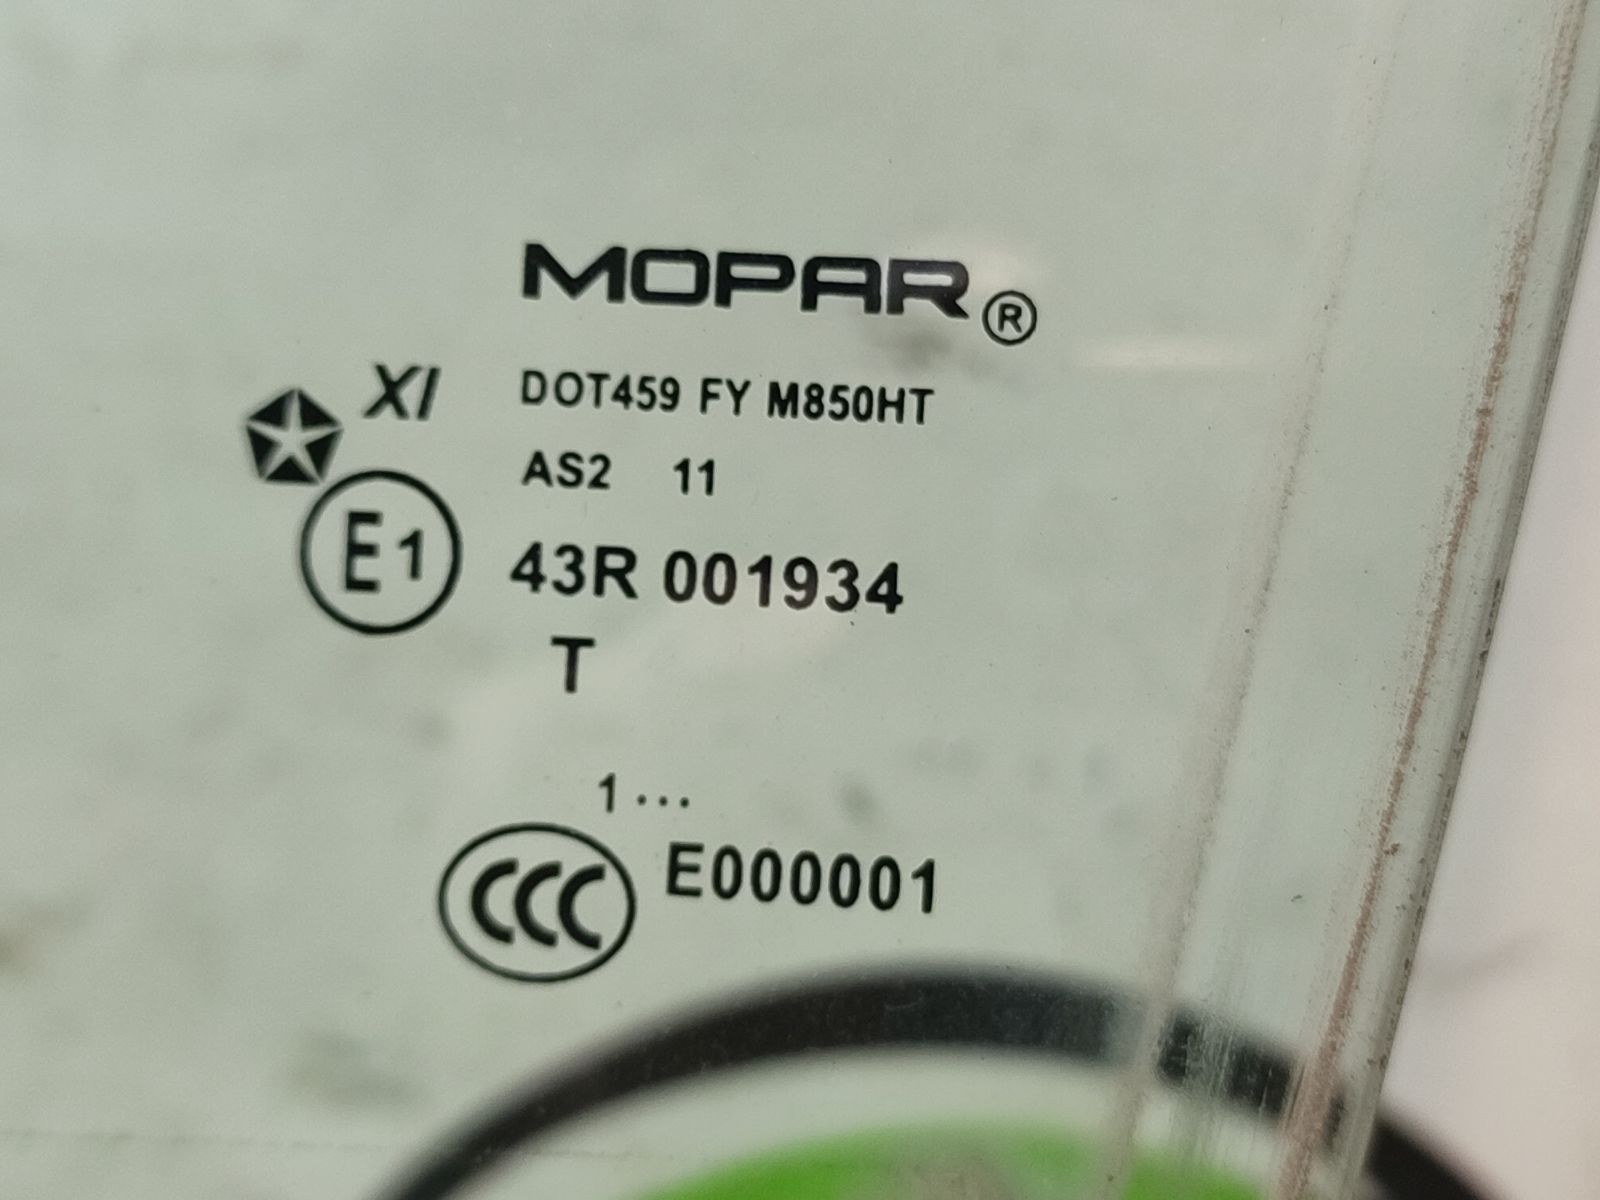 MOPAR®
XI DOT459 FY M850HT
AS2 11
E1 43R 001934
T
1...
CCC E000001